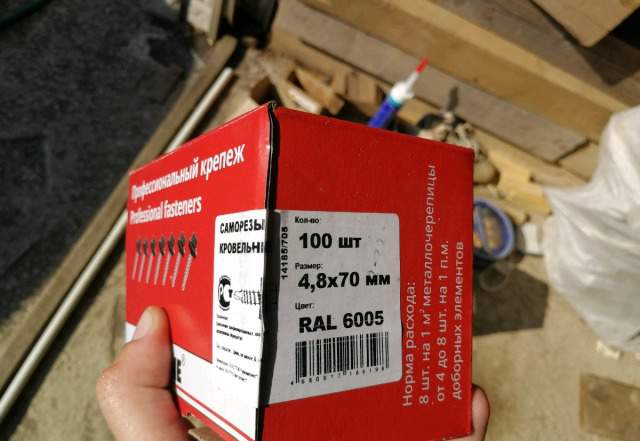 Профессиональный крепеж
Professional fasteners
САМОРЕЗЫ
КРОВЕЛЬНЫЕ
14185/705
Кол-во:
100 шт
Размер:
4,8х70 мм
Цвет:
RAL 6005
Норма расхода:
8 шт. на 1 м² металлочерепицы
от 4 до 8 шт. на 1 п.м.
доборных элементов